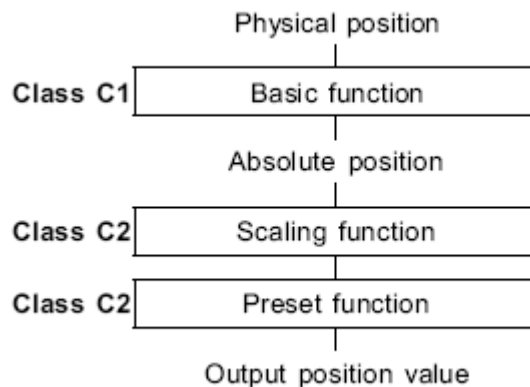 Physical position
Class C1 Basic function
Absolute position
Class C2 Scaling function
Class C2 Preset function
Output position value